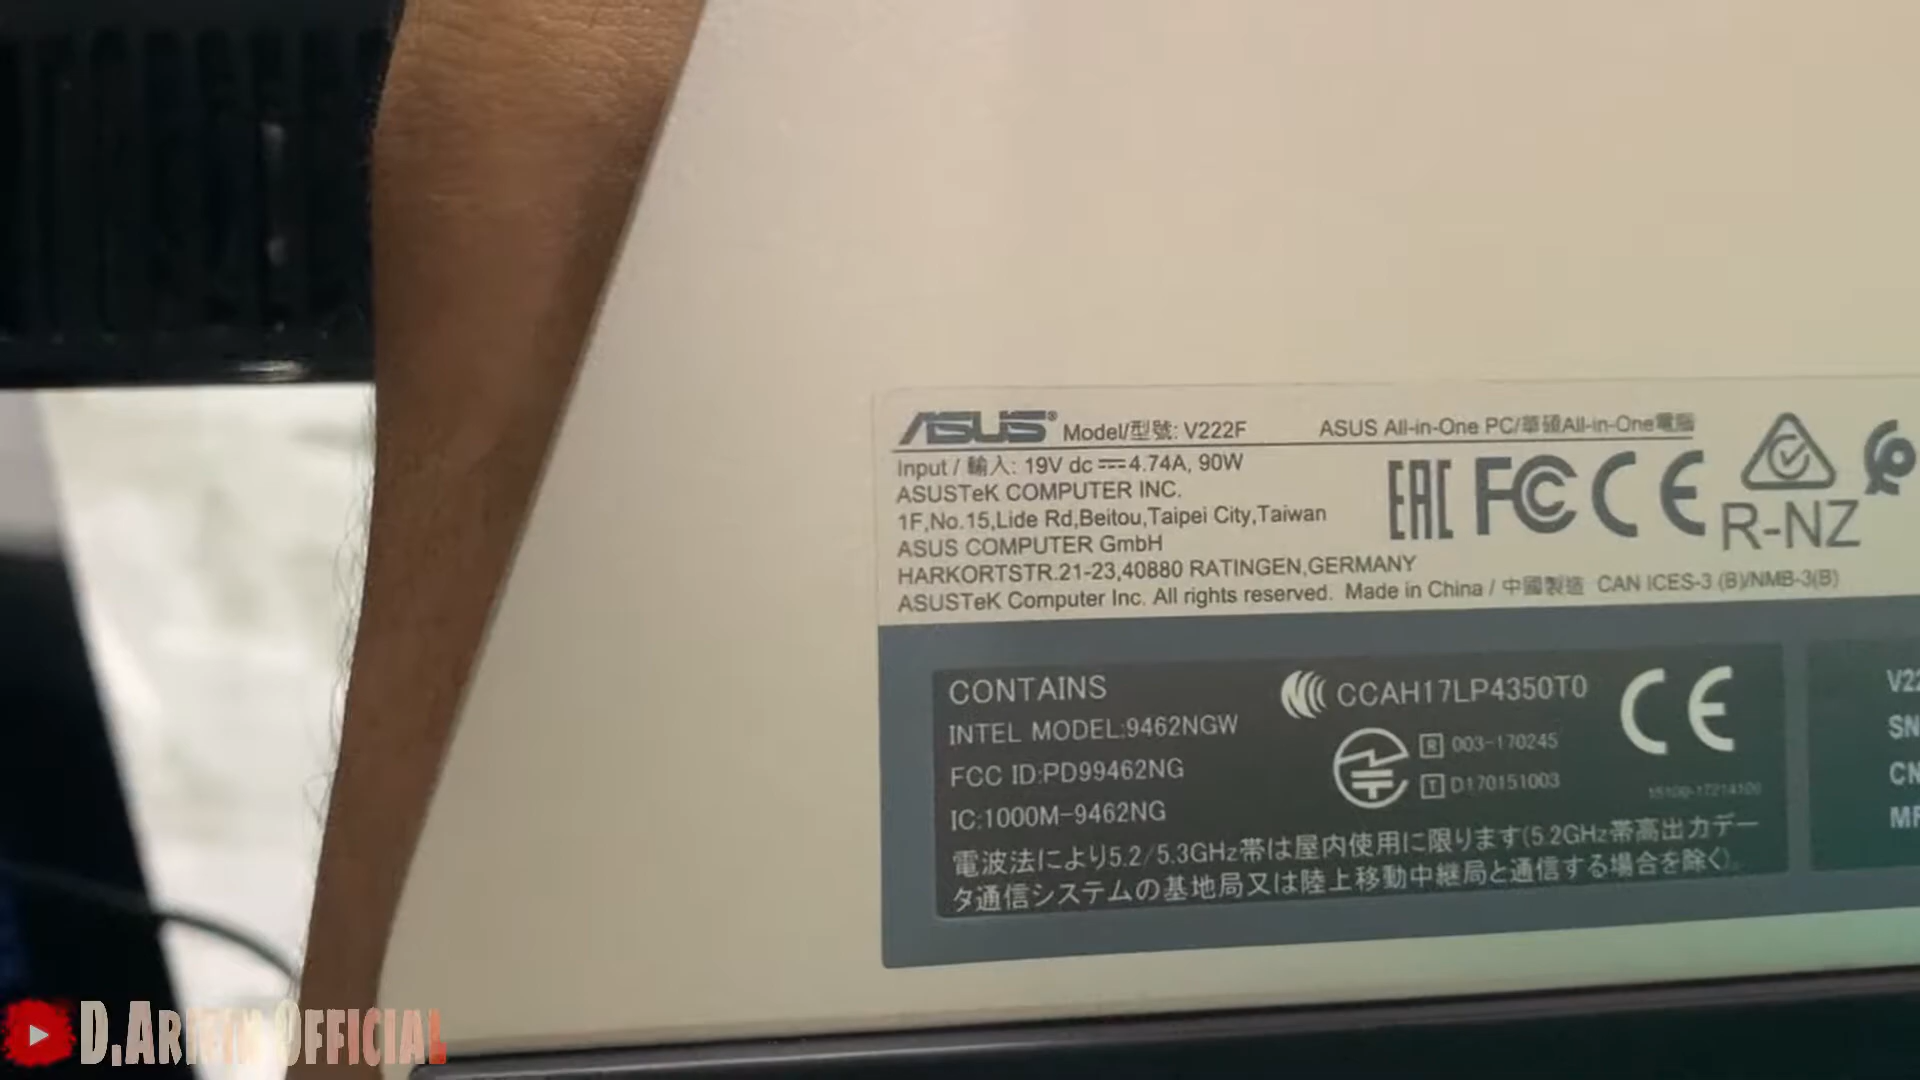 ASUS® Model/型號: V222F ASUS All-in-One PC/華碩All-in-One電腦
Input / 輸入: 19V dc ⎓ 4.74A, 90W
ASUSTeK COMPUTER INC.
1F,No.15,Lide Rd,Beitou,Taipei City,Taiwan
ASUS COMPUTER GmbH
HARKORTSTR.21-23,40880 RATINGEN,GERMANY
ASUSTeK Computer Inc. All rights reserved. Made in China / 中國製造 CAN ICES-3 (B)/NMB-3(B)
EAC FC CE
R-NZ
CONTAINS
INTEL MODEL:9462NGW
FCC ID:PD99462NG
IC:1000M-9462NG
CCAH17LP4350T0
R 003-170245
T D170151003
CE
電波法により5.2/5.3GHz帯は屋内使用に限ります(5.2GHz帯高出力デー
タ通信システムの基地局又は陸上移動中継局と通信する場合を除く)。
V22
SN
CN
D.Arifin Official